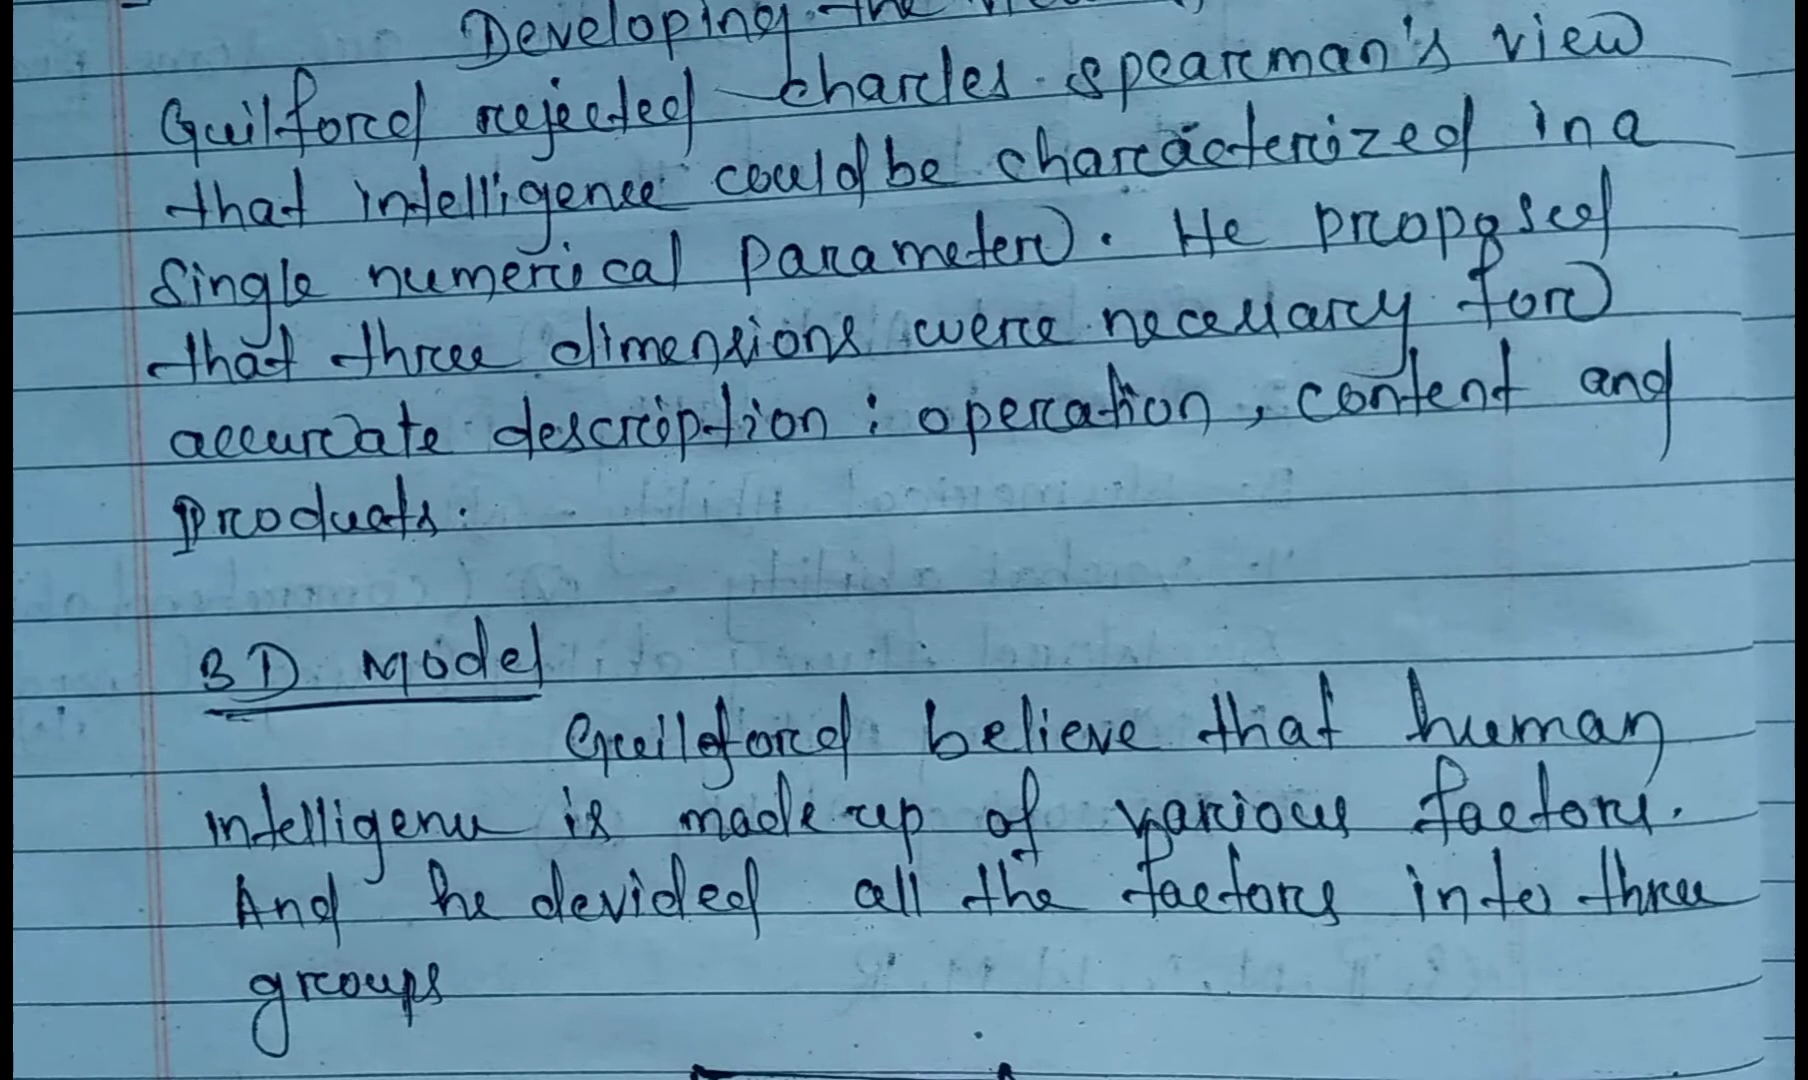 Developing the
Guilford rejected charles spearman's view
that intelligence could be characterized in a
single numerical parameter. He proposed
that three dimensions were necessary for
accurate description : operation, content and
Products.
3D Model
Guilford believe that human
intelligence is made up of various factors.
And he devided all the factors into three
groups